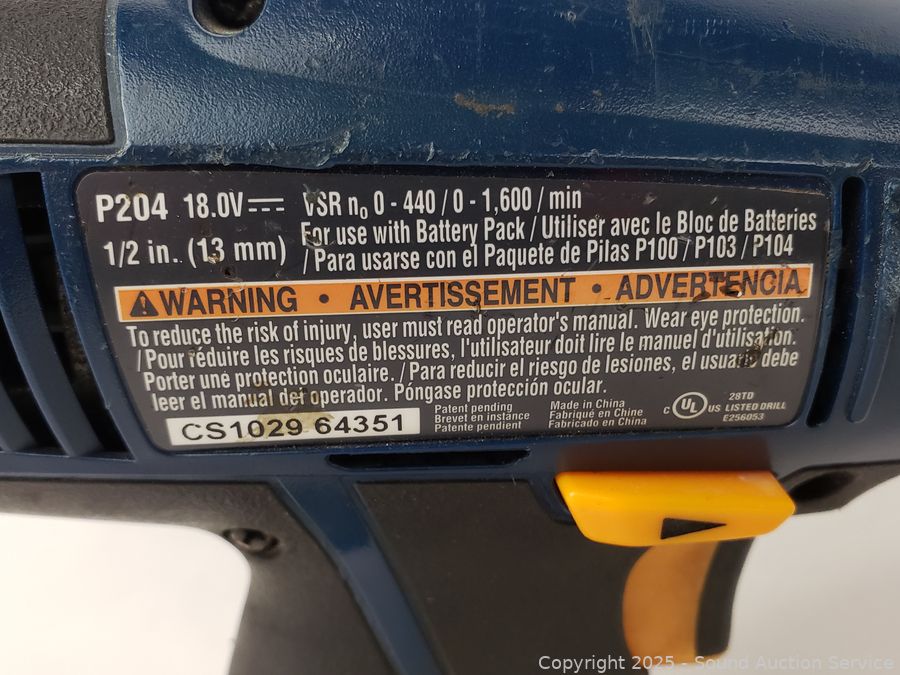 P204 18.0V⎓ VSR n₀ 0 - 440 / 0 - 1,600 / min
1/2 in. (13 mm) For use with Battery Pack / Utiliser avec le Bloc de Batteries
/ Para usarse con el Paquete de Pilas P100 / P103 / P104
⚠WARNING • AVERTISSEMENT • ADVERTENCIA
To reduce the risk of injury, user must read operator's manual. Wear eye protection.
/ Pour réduire les risques de blessures, l'utilisateur doit lire le manuel d'utilisation.
Porter une protection oculaire. / Para reducir el riesgo de lesiones, el usuario debe
leer el manual del operador. Póngase protección ocular.
CS1029 64351
Patent pending
Brevet en instance
Patente pendient
Made in China
Fabriqué en Chine
Fabricado en China
C UL US
28TD
LISTED DRILL
E256053
Copyright 2025 - Sound Auction Service